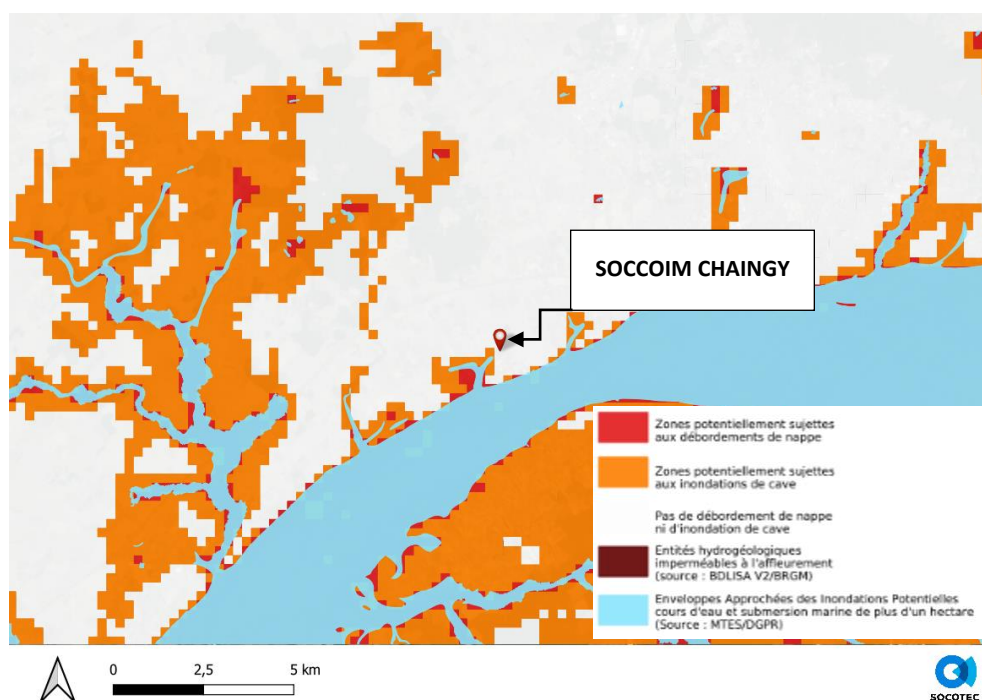 SOCCOIM CHAINGY
Zones potentiellement sujettes
aux débordements de nappe
Zones potentiellement sujettes
aux inondations de cave
Pas de débordement de nappe
ni d'inondation de cave
Entités hydrogéologiques
imperméables à l'affleurement
(source : BDLISA V2/BRGM)
Enveloppes Approchées des Inondations Potentielles
cours d'eau et submersion marine de plus d'un hectare
(Source : MTES/DGPR)
0 2,5 5 km
SOCOTEC